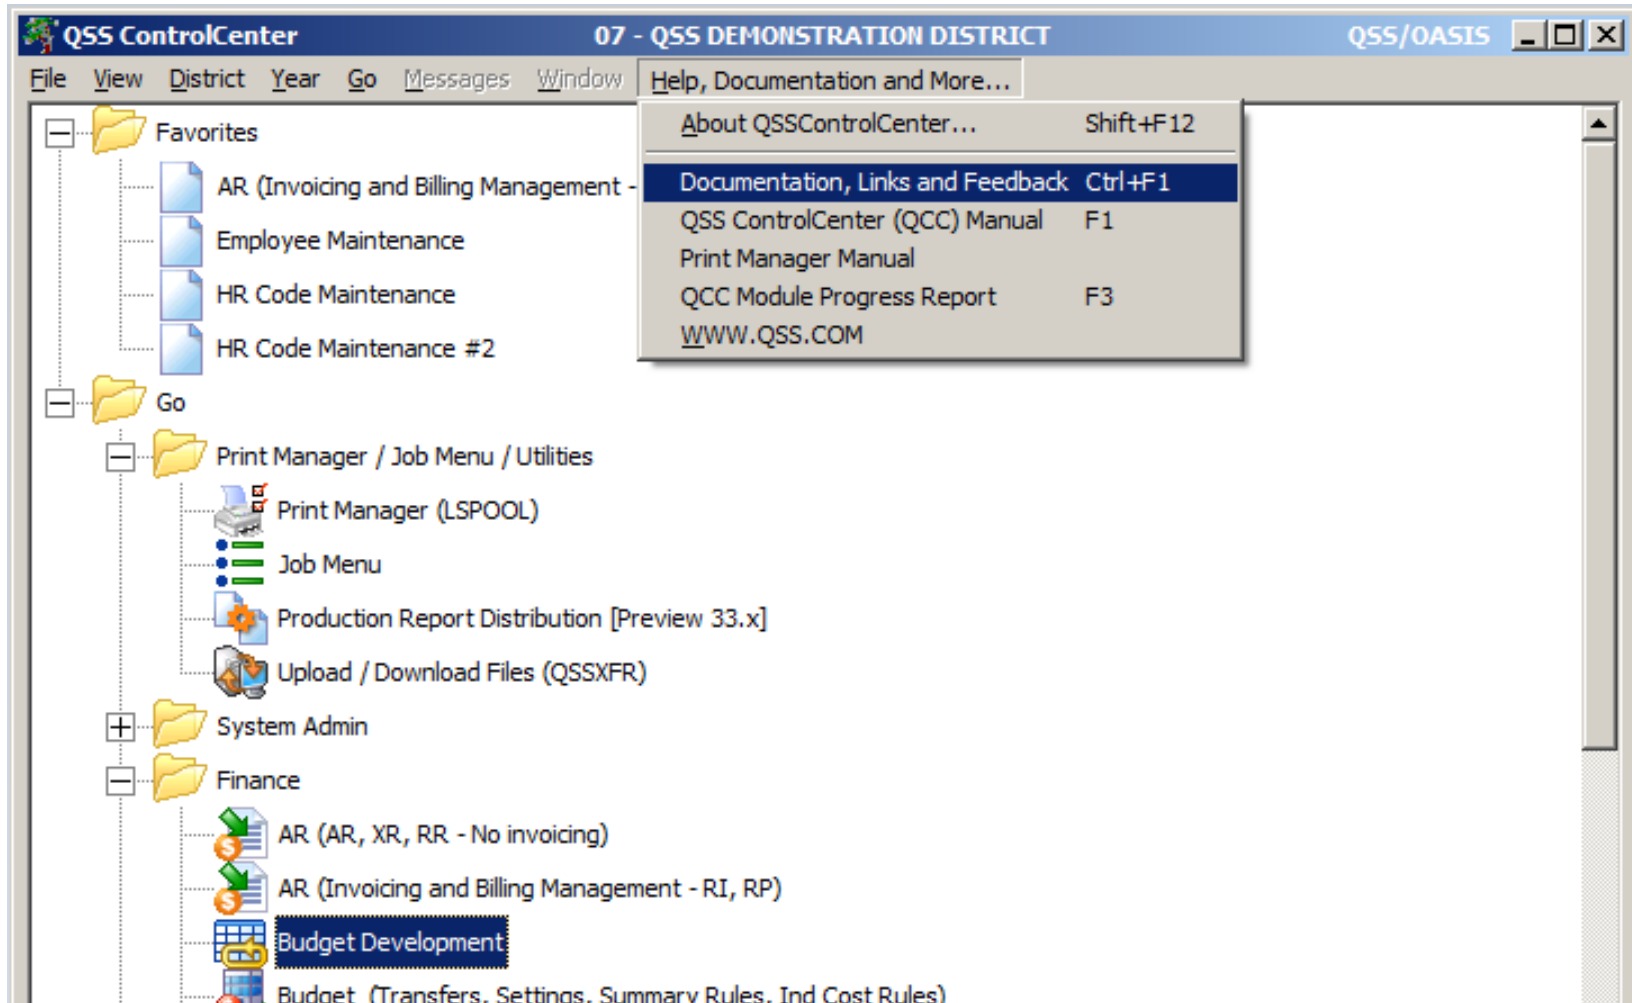 QSS ControlCenter 07 - QSS DEMONSTRATION DISTRICT QSS/OASIS
File View District Year Go Messages Window Help, Documentation and More...
About QSSControlCenter... Shift+F12
Documentation, Links and Feedback Ctrl+F1
QSS ControlCenter (QCC) Manual F1
Print Manager Manual
QCC Module Progress Report F3
WWW.QSS.COM
Favorites
AR (Invoicing and Billing Management -
Employee Maintenance
HR Code Maintenance
HR Code Maintenance #2
Go
Print Manager / Job Menu / Utilities
Print Manager (LSPOOL)
Job Menu
Production Report Distribution [Preview 33.x]
Upload / Download Files (QSSXFR)
System Admin
Finance
AR (AR, XR, RR - No invoicing)
AR (Invoicing and Billing Management - RI, RP)
Budget Development
Budget (Transfers, Settings, Summary Rules, Ind Cost Rules)